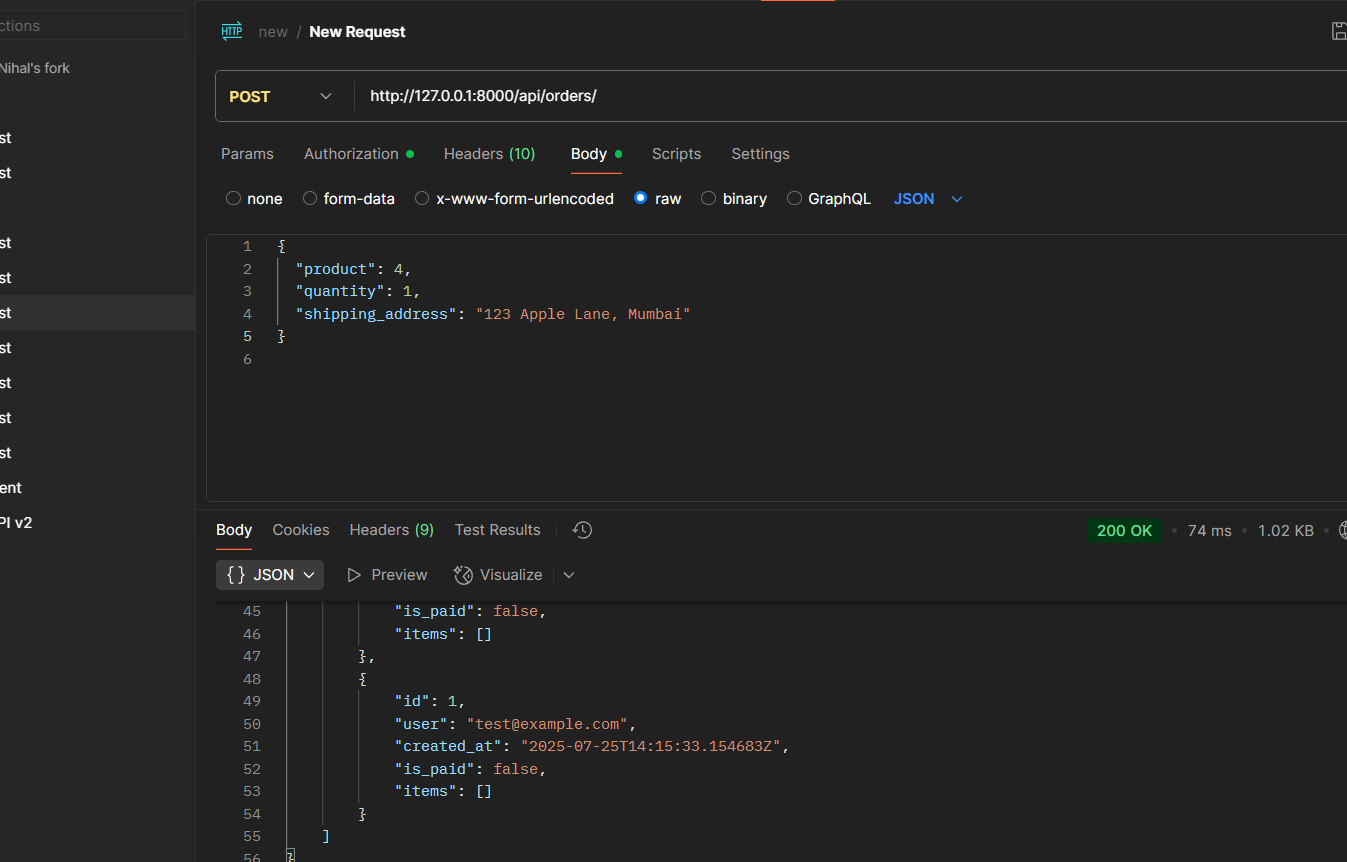 ctions
Nihal's fork
st
st
st
st
st
st
st
st
st
ent
PI v2
HTTP new / New Request
POST http://127.0.0.1:8000/api/orders/
Params Authorization Headers (10) Body Scripts Settings
none form-data x-www-form-urlencoded raw binary GraphQL JSON
1 {
2 "product": 4,
3 "quantity": 1,
4 "shipping_address": "123 Apple Lane, Mumbai"
5 }
6
Body Cookies Headers (9) Test Results 200 OK • 74 ms • 1.02 KB •
{} JSON Preview Visualize
45 "is_paid": false,
46 "items": []
47 },
48 {
49 "id": 1,
50 "user": "test@example.com",
51 "created_at": "2025-07-25T14:15:33.154683Z",
52 "is_paid": false,
53 "items": []
54 }
55 ]
56 }